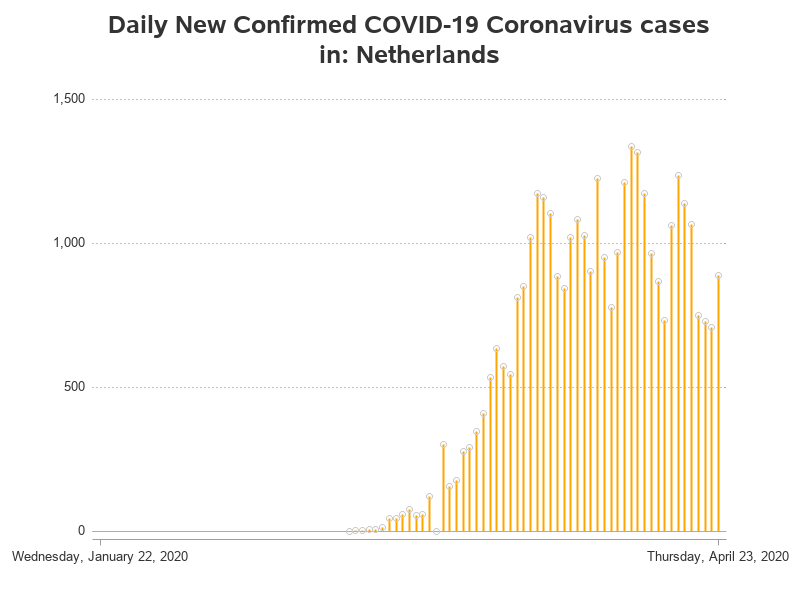 Daily New Confirmed COVID-19 Coronavirus cases
in: Netherlands
1,500
1,000
500
0
Wednesday, January 22, 2020
Thursday, April 23, 2020